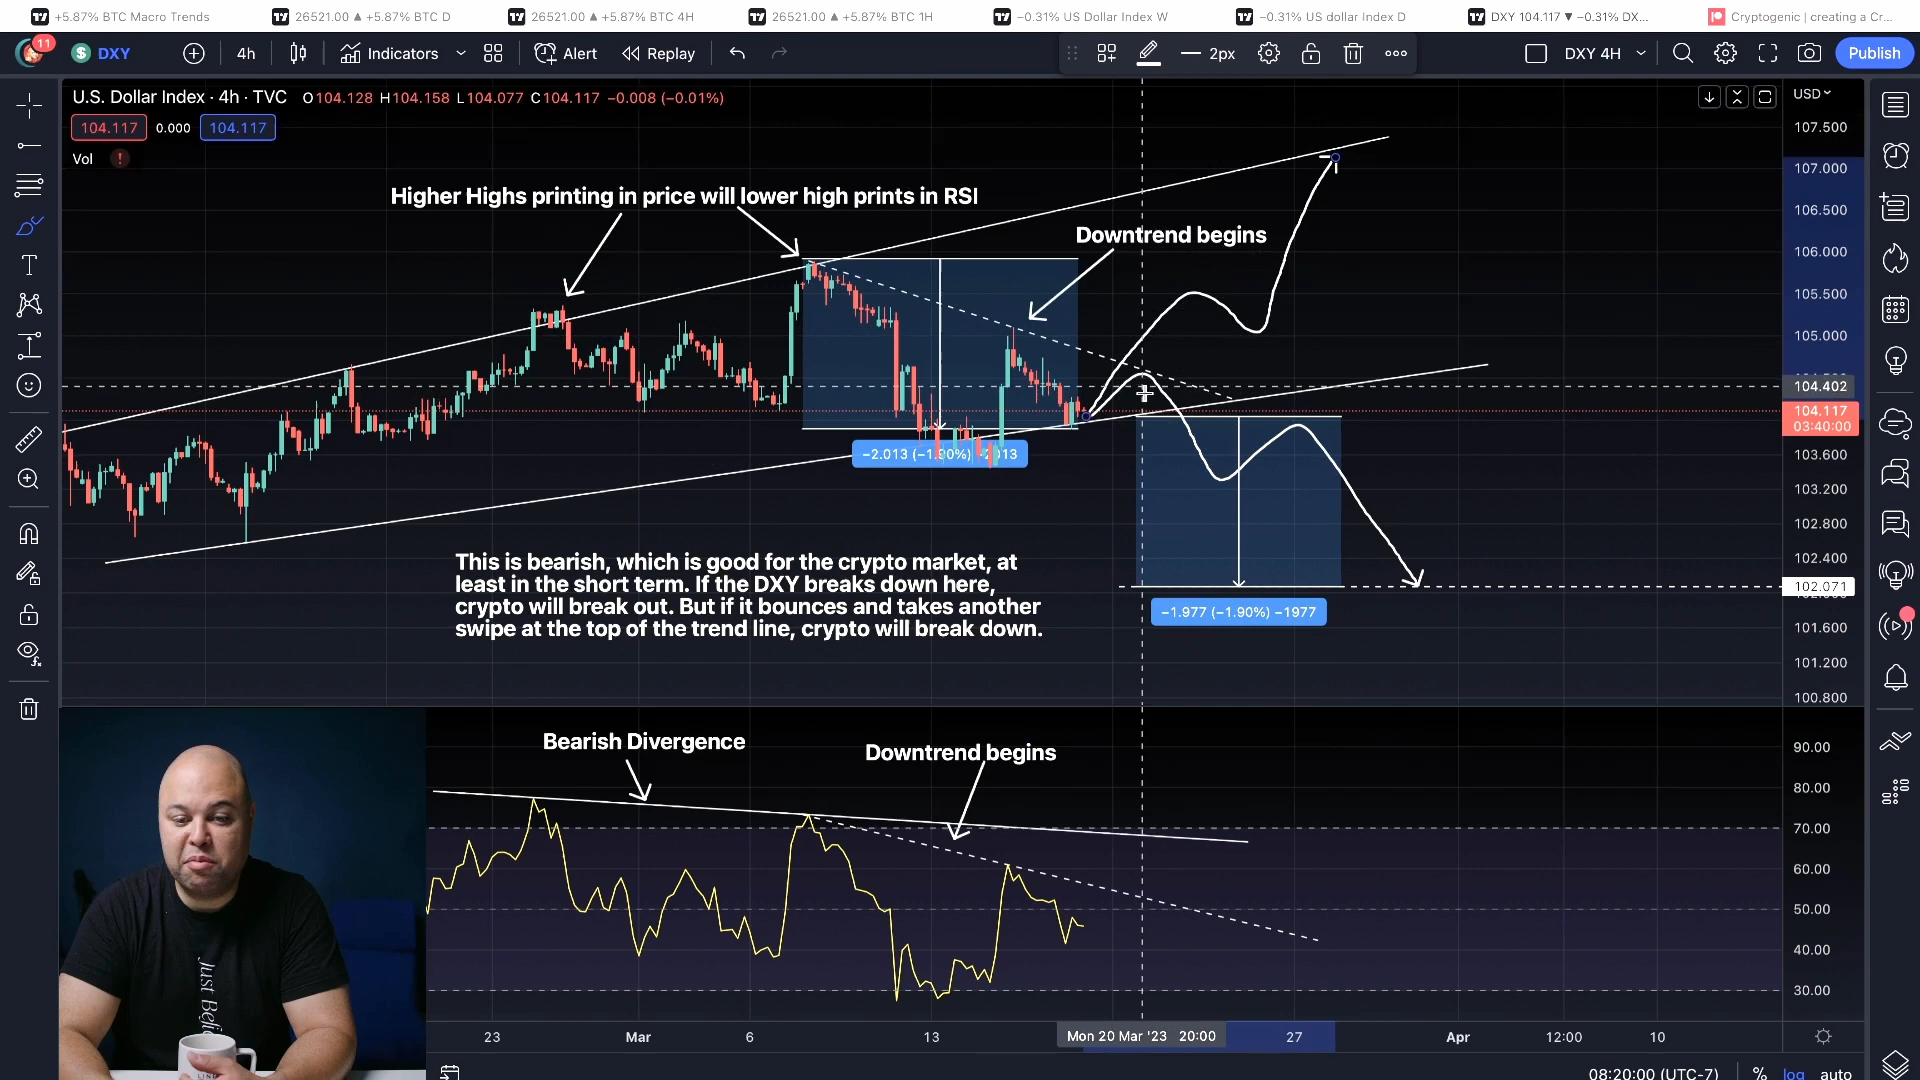 +5.87% BTC Macro Trends
26521.00 ▲ +5.87% BTC D
26521.00 ▲ +5.87% BTC 4H
26521.00 ▲ +5.87% BTC 1H
−0.31% US Dollar Index W
−0.31% US dollar Index D
DXY 104.117 ▼ −0.31% DX...
Cryptogenic | creating a Cr...
11
$ DXY
4h
Indicators
Alert
Replay
2px
DXY 4H
Publish
U.S. Dollar Index · 4h · TVC O104.128 H104.158 L104.077 C104.117 −0.008 (−0.01%)
USD
104.117 0.000 104.117
Vol !
107.500
107.000
106.500
106.000
105.500
105.000
104.402
104.117
03:40:00
103.600
103.200
102.800
102.400
102.071
101.600
101.200
100.800
Higher Highs printing in price will lower high prints in RSI
Downtrend begins
−1.977 (−1.90%) −1977
This is bearish, which is good for the crypto market, at
least in the short term. If the DXY breaks down here,
crypto will break out. But if it bounces and takes another
swipe at the top of the trend line, crypto will break down.
Bearish Divergence
Downtrend begins
90.00
80.00
70.00
60.00
50.00
40.00
30.00
Just
23
Mar
6
13
Mon 20 Mar '23 20:00
27
Apr
12:00
10
08:20:00 (UTC-7)
%
log
auto